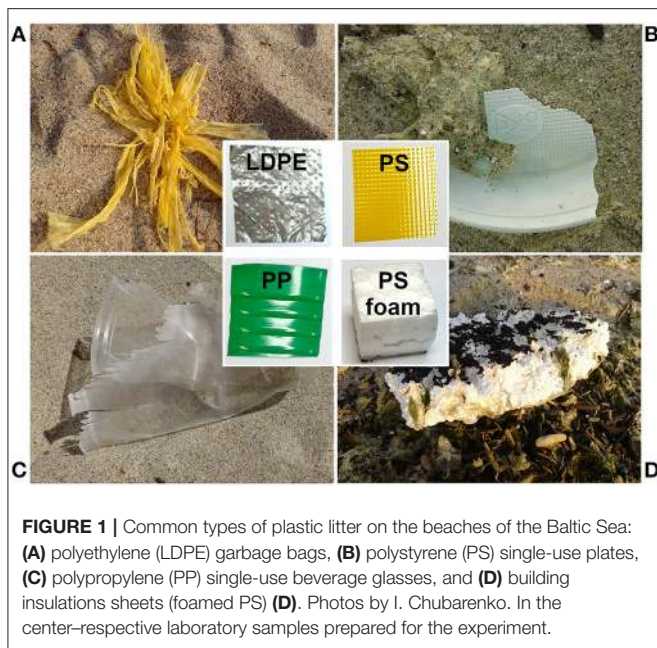 A
B
LDPE
PS
PP
PS
foam
C
D
FIGURE 1 | Common types of plastic litter on the beaches of the Baltic Sea:
(A) polyethylene (LDPE) garbage bags, (B) polystyrene (PS) single-use plates,
(C) polypropylene (PP) single-use beverage glasses, and (D) building
insulations sheets (foamed PS) (D). Photos by I. Chubarenko. In the
center–respective laboratory samples prepared for the experiment.